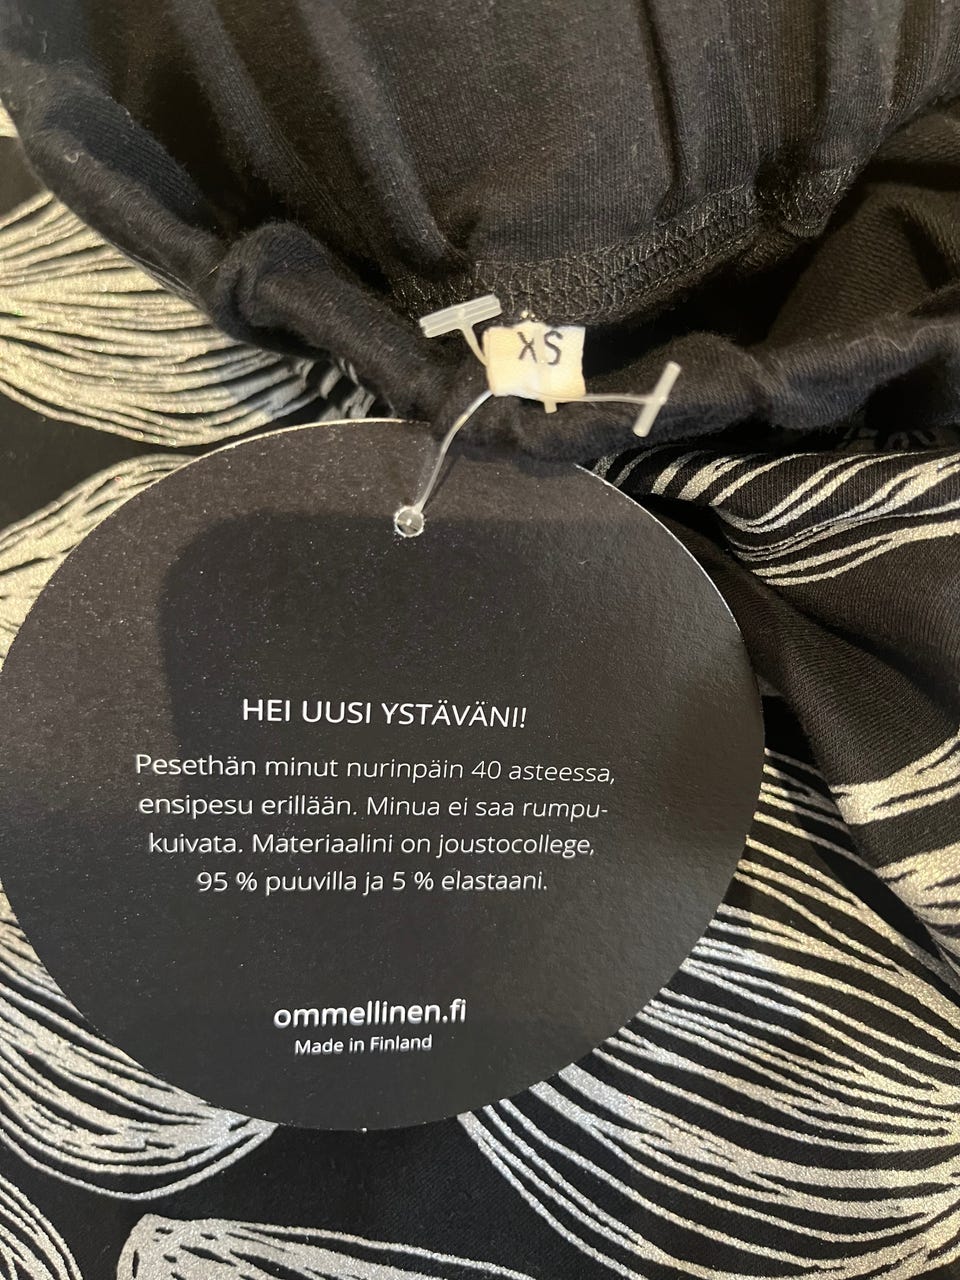 XS
HEI UUSI YSTÄVÄNI!
Pesethän minut nurinpäin 40 asteessa,
ensipesu erillään. Minua ei saa rumpu-
kuivata. Materiaalini on joustocollege,
95 % puuvilla ja 5 % elastaani.
ommellinen.fi
Made in Finland